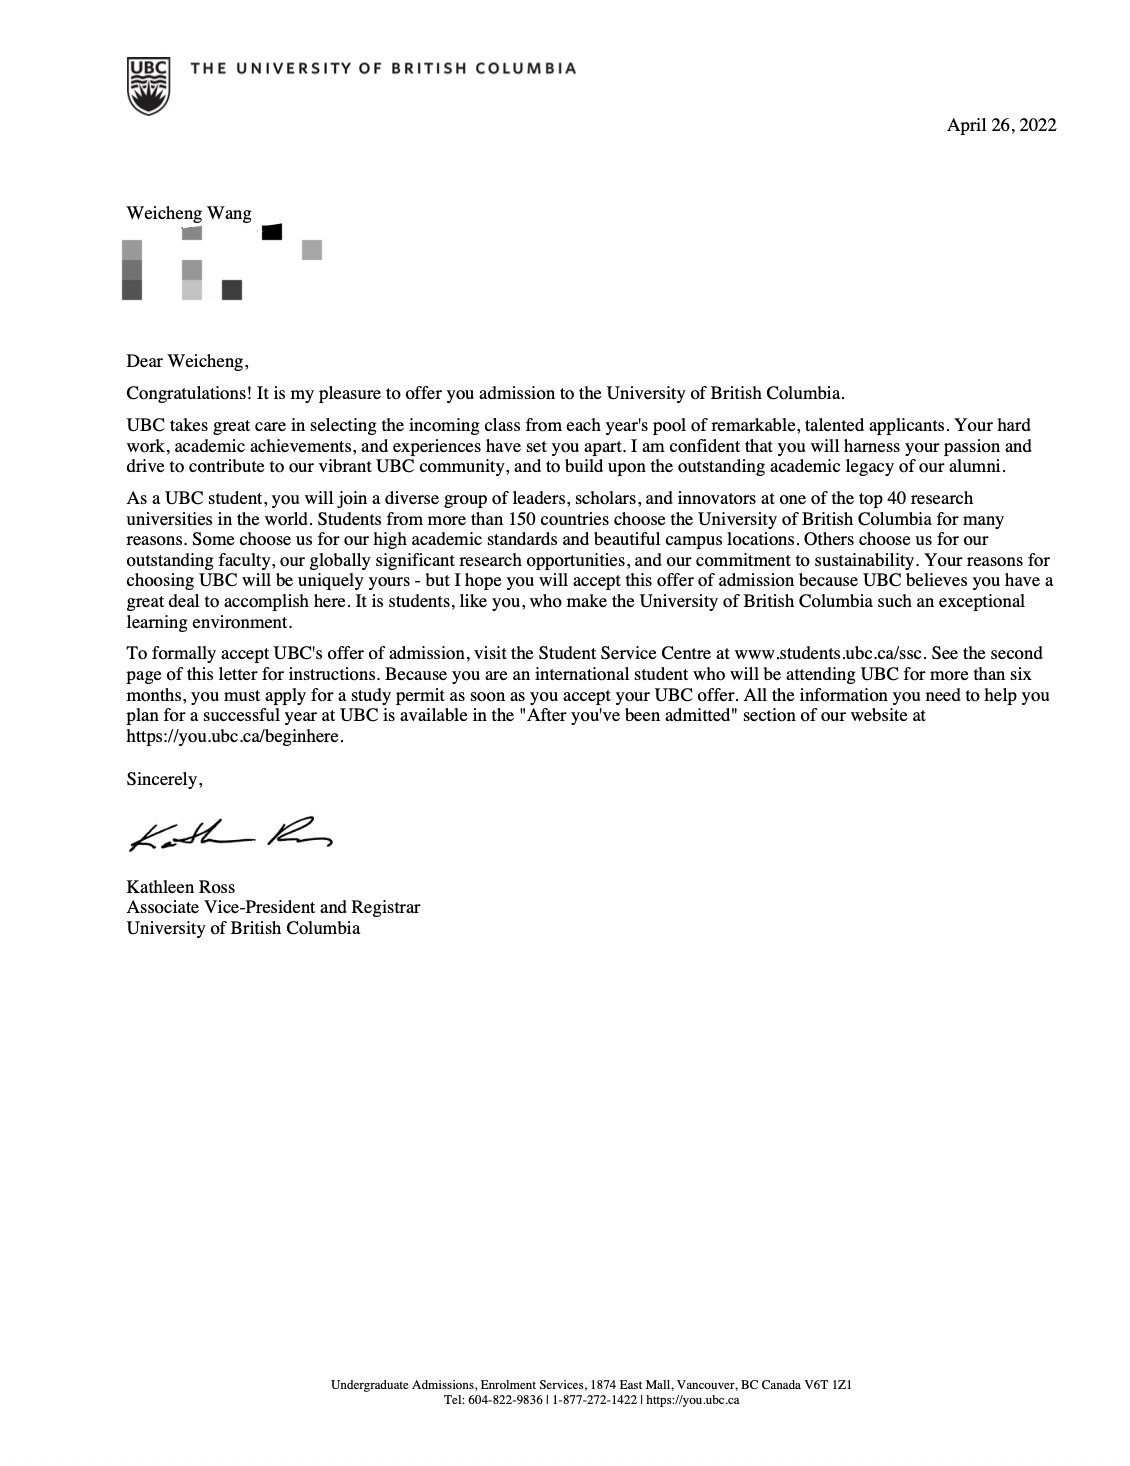 UBC
THE UNIVERSITY OF BRITISH COLUMBIA
April 26, 2022
Weicheng Wang
Dear Weicheng,
Congratulations! It is my pleasure to offer you admission to the University of British Columbia.
UBC takes great care in selecting the incoming class from each year's pool of remarkable, talented applicants. Your hard
work, academic achievements, and experiences have set you apart. I am confident that you will harness your passion and
drive to contribute to our vibrant UBC community, and to build upon the outstanding academic legacy of our alumni.
As a UBC student, you will join a diverse group of leaders, scholars, and innovators at one of the top 40 research
universities in the world. Students from more than 150 countries choose the University of British Columbia for many
reasons. Some choose us for our high academic standards and beautiful campus locations. Others choose us for our
outstanding faculty, our globally significant research opportunities, and our commitment to sustainability. Your reasons for
choosing UBC will be uniquely yours - but I hope you will accept this offer of admission because UBC believes you have a
great deal to accomplish here. It is students, like you, who make the University of British Columbia such an exceptional
learning environment.
To formally accept UBC's offer of admission, visit the Student Service Centre at www.students.ubc.ca/ssc. See the second
page of this letter for instructions. Because you are an international student who will be attending UBC for more than six
months, you must apply for a study permit as soon as you accept your UBC offer. All the information you need to help you
plan for a successful year at UBC is available in the "After you've been admitted" section of our website at
https://you.ubc.ca/beginhere.
Sincerely,
Kathleen Ross
Associate Vice-President and Registrar
University of British Columbia
Undergraduate Admissions, Enrolment Services, 1874 East Mall, Vancouver, BC Canada V6T 1Z1
Tel: 604-822-9836 | 1-877-272-1422 | https://you.ubc.ca